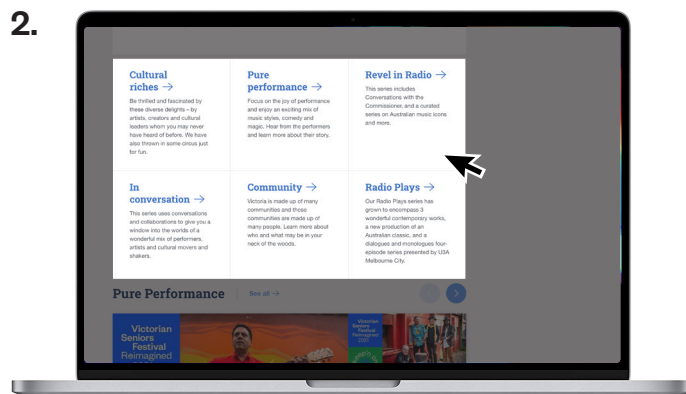 2.
Cultural
riches →
Be thrilled and fascinated by
these diverse delights – by
artists, creators and cultural
leaders whom you may never
have heard of before. We have
also thrown in some circus just
for fun.
Pure
performance →
Focus on the joy of performance
and enjoy an exciting mix of
music styles, comedy and
magic. Hear from the performers
and learn more about their story.
Revel in Radio →
This series includes
Conversations with the
Commissioner, and a curated
series on Australian music icons
and more.
In
conversation →
This series uses conversations
and collaborations to give you a
window into the worlds of a
wonderful mix of performers,
artists and cultural movers and
shakers.
Community →
Victoria is made up of many
communities and those
communities are made up of
many people. Learn more about
who and what may be in your
neck of the woods.
Radio Plays →
Our Radio Plays series has
grown to encompass 3
wonderful contemporary works,
a new production of an
Australian classic, and a
dialogues and monologues four-
episode series presented by U3A
Melbourne City.
Pure Performance
See all →
Victorian
Seniors
Festival
Reimagined
Victorian
Seniors
Festival
Reimagined